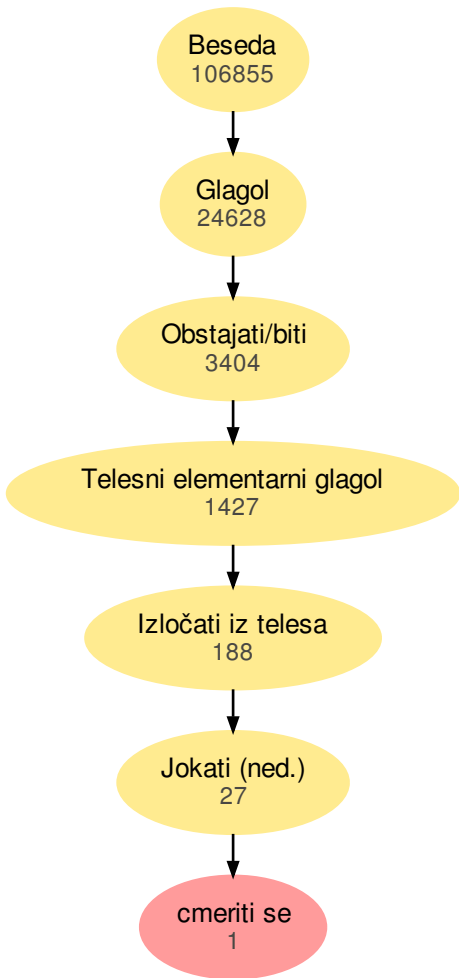 Beseda
106855
Glagol
24628
Obstajati/biti
3404
Telesni elementarni glagol
1427
Izločati iz telesa
188
Jokati (ned.)
27
cmeriti se
1